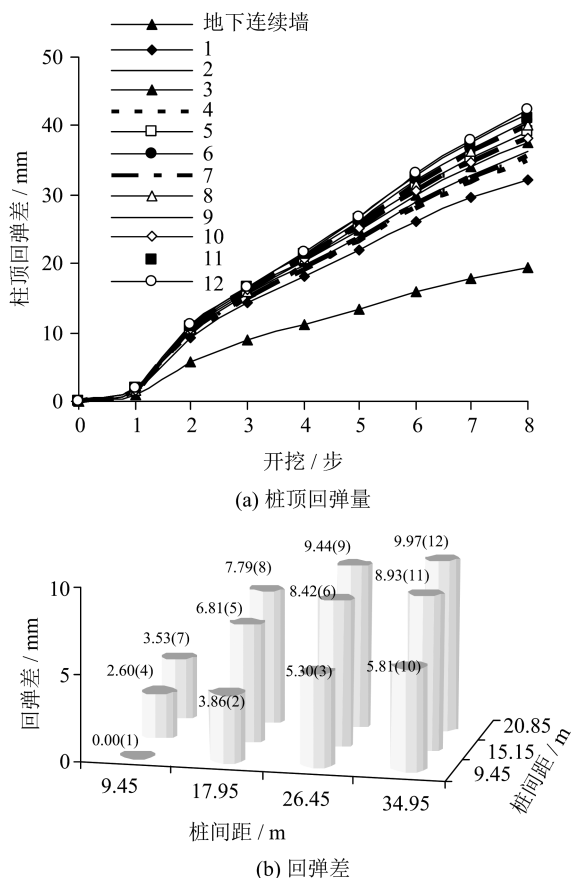 地下连续墙
1
2
3
4
5
6
7
8
9
10
11
12
50
40
30
20
10
0
柱顶回弹差 / mm
0 1 2 3 4 5 6 7 8
开挖 / 步
(a) 桩顶回弹量
9.44(9) 9.97(12)
7.79(8) 8.42(6) 8.93(11)
6.81(5)
3.53(7)
2.60(4) 5.30(3) 5.81(10)
3.86(2)
0.00(1)
10
5
0
回弹差 / mm
20.85
15.15
9.45
桩间距 / m
9.45 17.95 26.45 34.95
桩间距 / m
(b) 回弹差